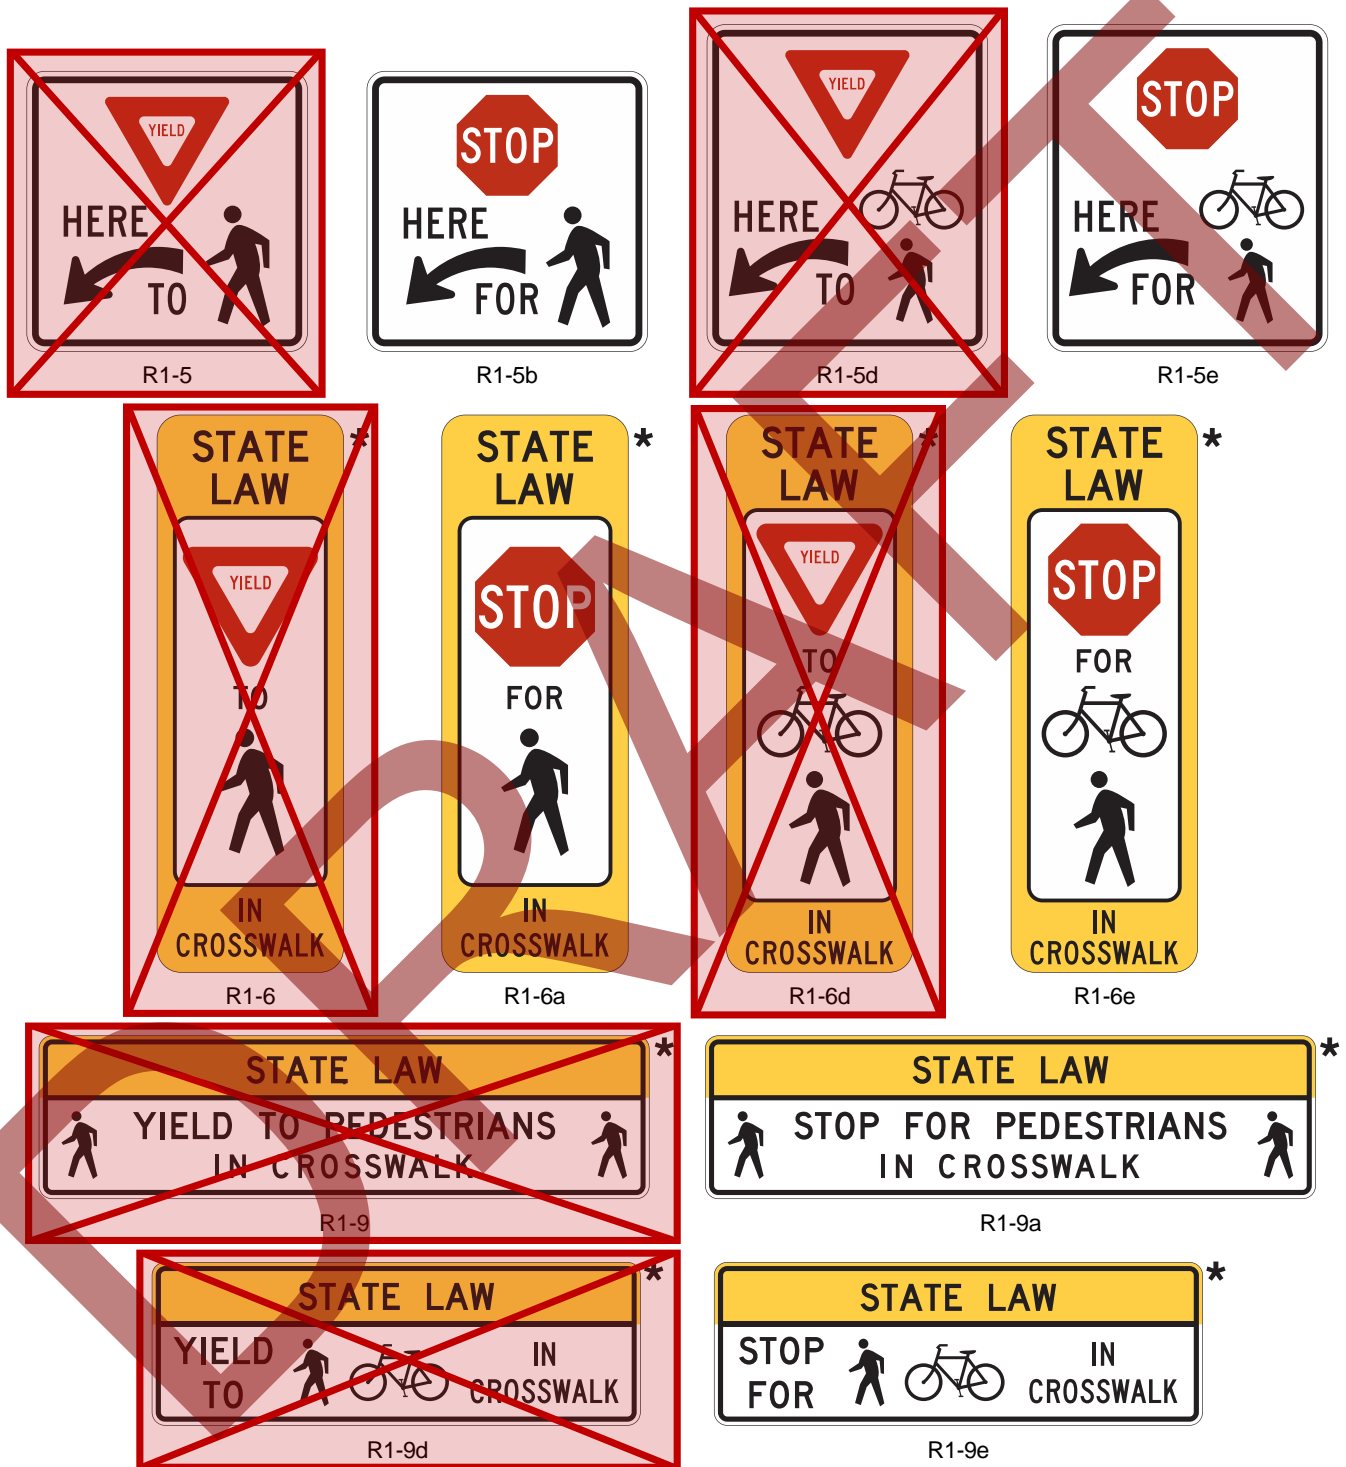 YIELD
HERE
TO
R1-5
STOP
HERE
FOR
R1-5b
YIELD
HERE
TO
R1-5d
STOP
HERE
FOR
R1-5e
STATE
LAW
*
YIELD
TO
IN
CROSSWALK
R1-6
STATE
LAW
*
STOP
FOR
IN
CROSSWALK
R1-6a
STATE
LAW
*
YIELD
TO
IN
CROSSWALK
R1-6d
STATE
LAW
*
STOP
FOR
IN
CROSSWALK
R1-6e
STATE LAW
*
YIELD TO PEDESTRIANS
IN CROSSWALK
R1-9
STATE LAW
*
STOP FOR PEDESTRIANS
IN CROSSWALK
R1-9a
STATE LAW
*
YIELD
TO
IN
CROSSWALK
R1-9d
STATE LAW
*
STOP
FOR
IN
CROSSWALK
R1-9e
DRAFT